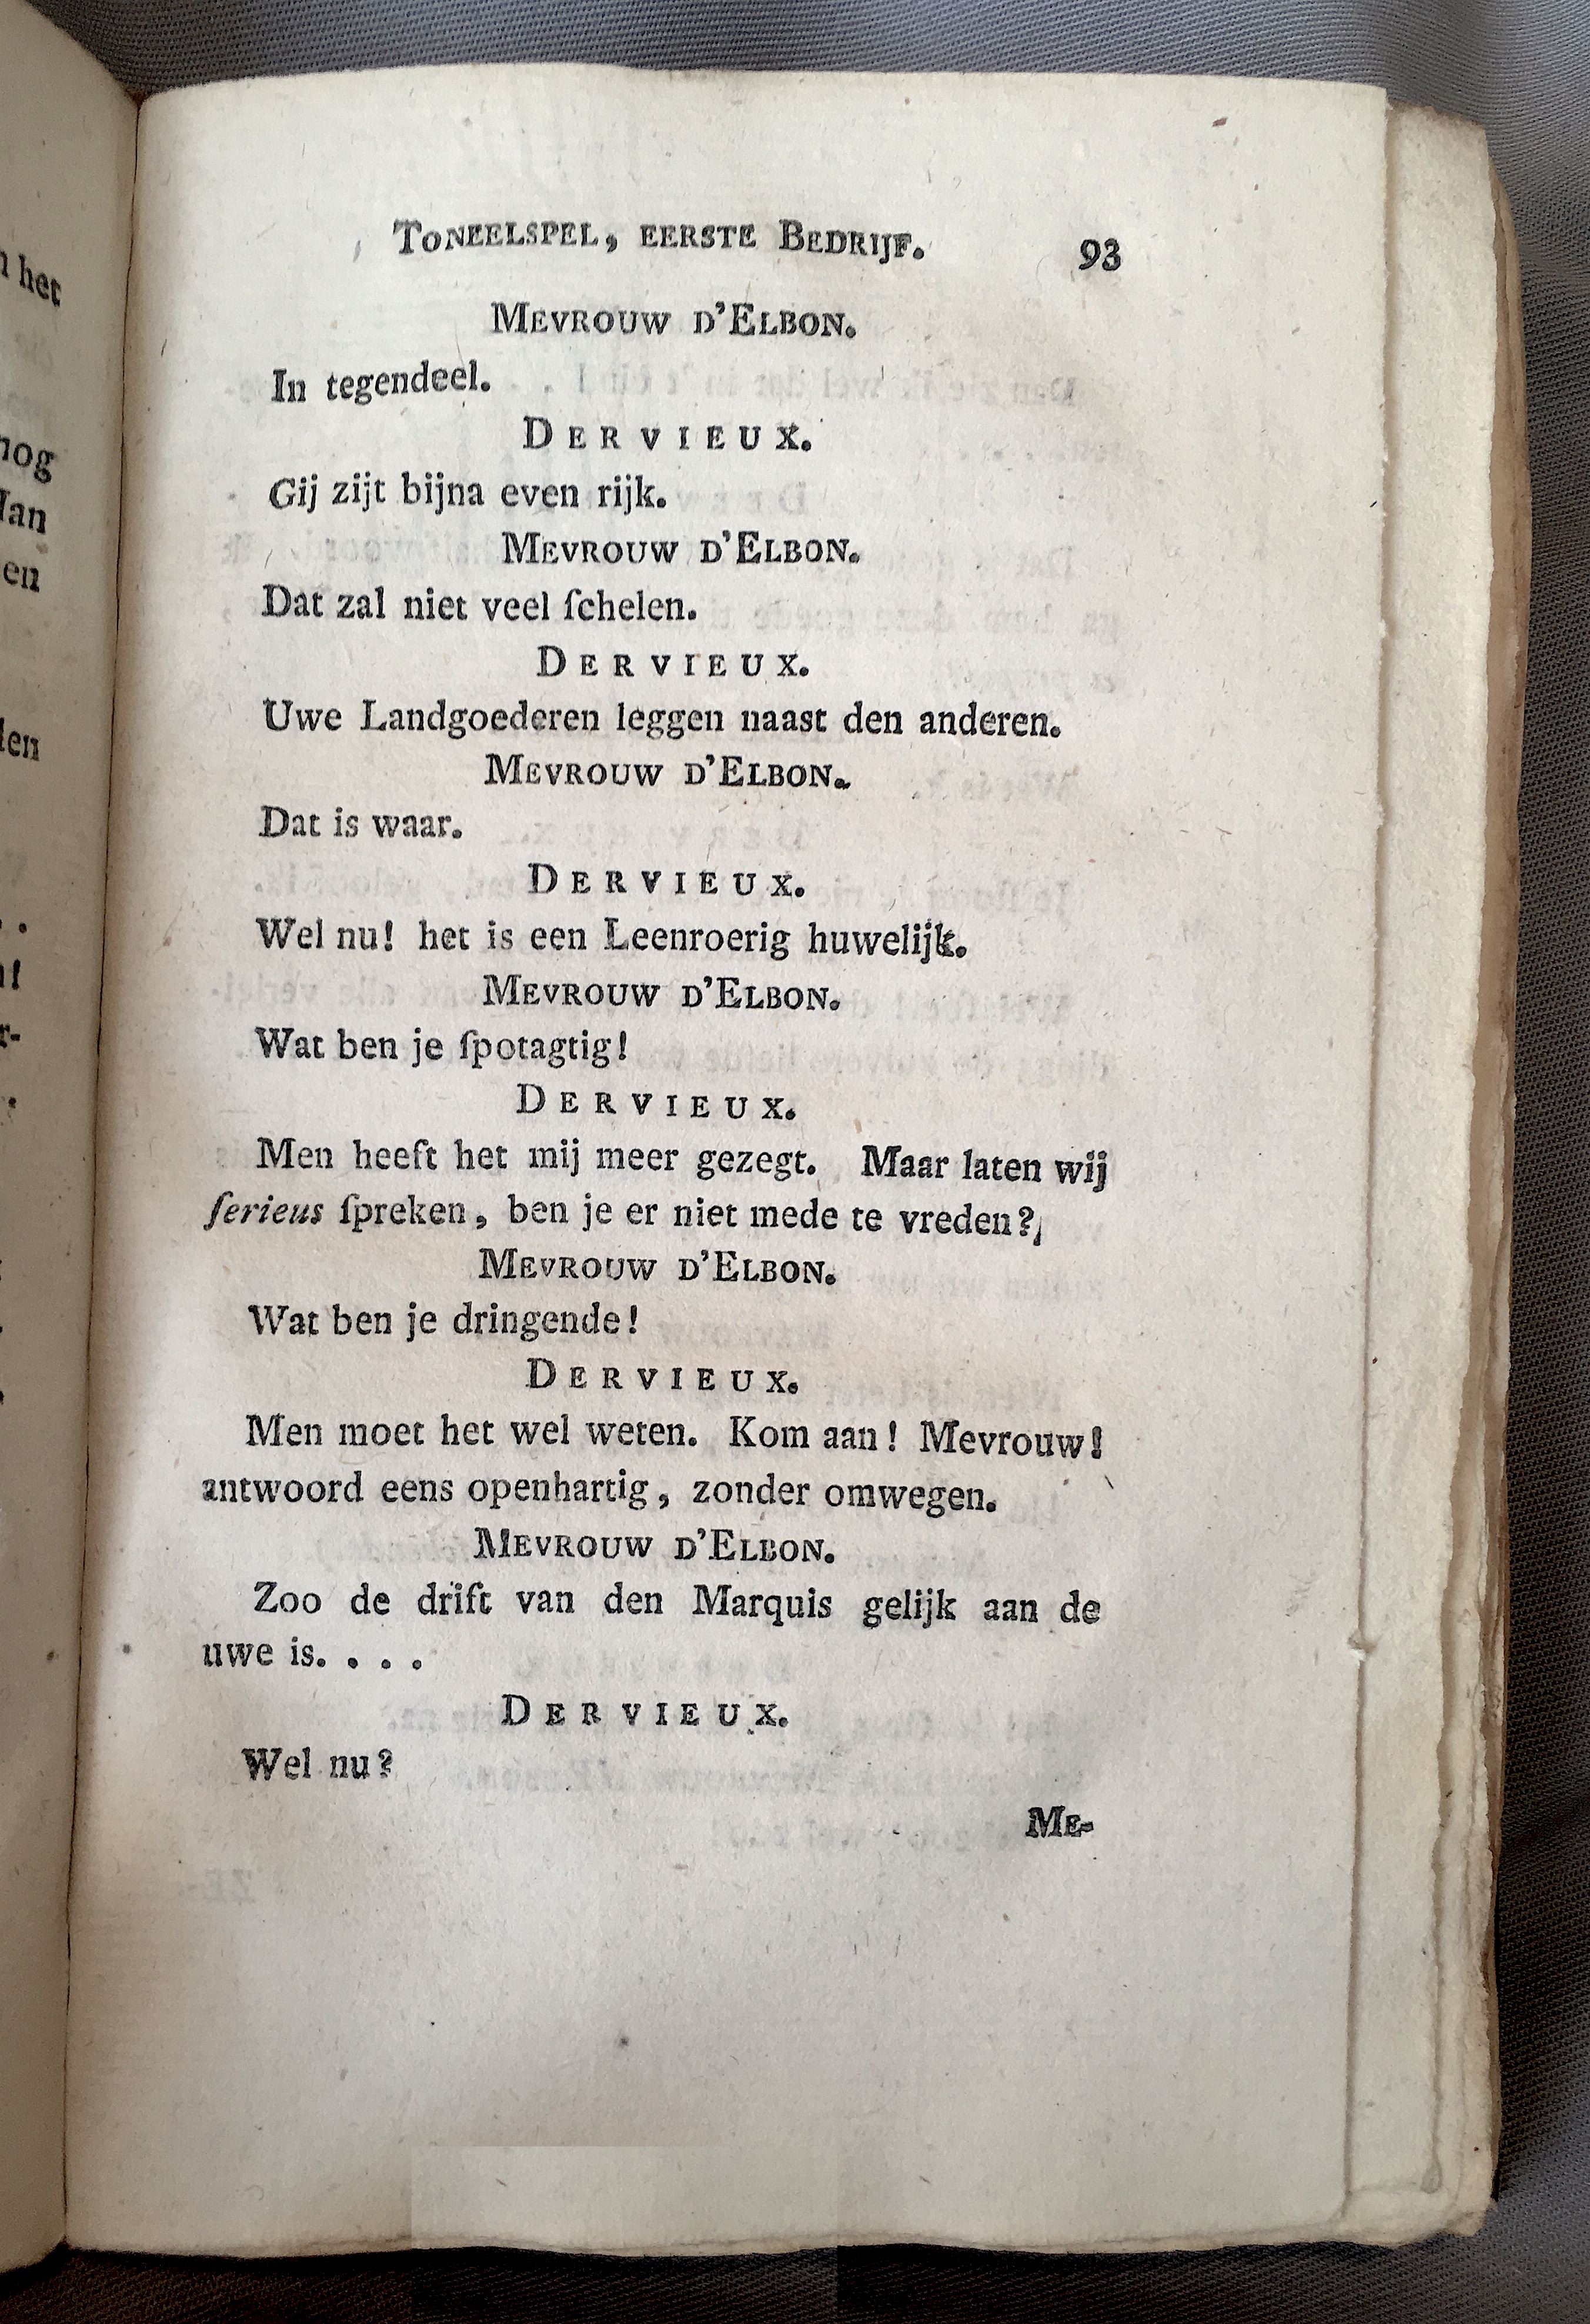 n het
nog
en
Toneelspel, eerste Bedrijf. 93
Mevrouw d'Elbon.
In tegendeel.
Dervieux.
Gij zijt bijna even rijk.
Mevrouw d'Elbon.
Dat zal niet veel ſchelen.
Dervieux.
Uwe Landgoederen leggen naast den anderen.
Mevrouw d'Elbon.
Dat is waar.
Dervieux.
Wel nu! het is een Leenroerig huwelijk.
Mevrouw d'Elbon.
Wat ben je ſpotagtig!
Dervieux.
Men heeft het mij meer gezegt. Maar laten wij
ſerieus ſpreken, ben je er niet mede te vreden?
Mevrouw d'Elbon.
Wat ben je dringende!
Dervieux.
Men moet het wel weten. Kom aan! Mevrouw!
antwoord eens openhartig, zonder omwegen.
Mevrouw d'Elbon.
Zoo de drift van den Marquis gelijk aan de
uwe is. . . .
Dervieux.
Wel nu?
Me-